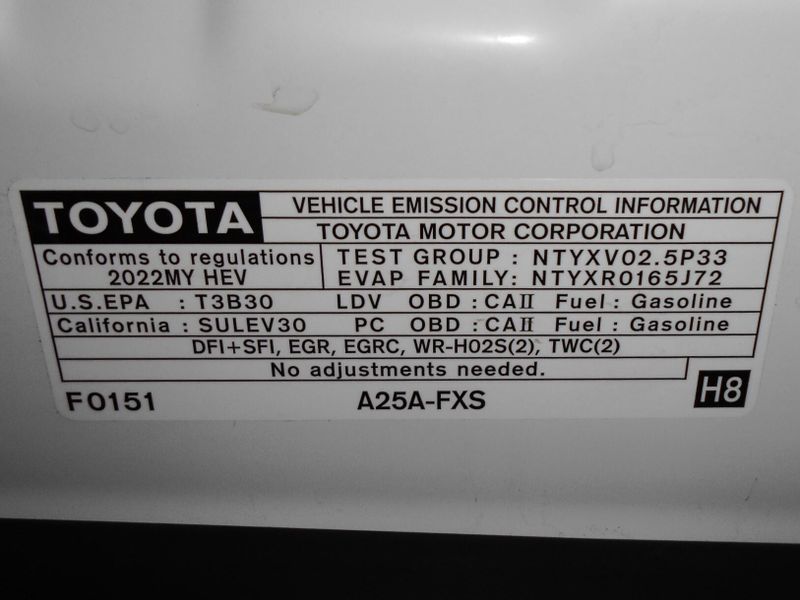 TOYOTA
VEHICLE EMISSION CONTROL INFORMATION
TOYOTA MOTOR CORPORATION
Conforms to regulations
2022MY HEV
TEST GROUP : NTYXV02.5P33
EVAP FAMILY: NTYXR0165J72
U.S.EPA : T3B30 LDV OBD : CAII Fuel : Gasoline
California : SULEV30 PC OBD : CAII Fuel : Gasoline
DFI+SFI, EGR, EGRC, WR-H02S(2), TWC(2)
No adjustments needed.
F0151 A25A-FXS H8